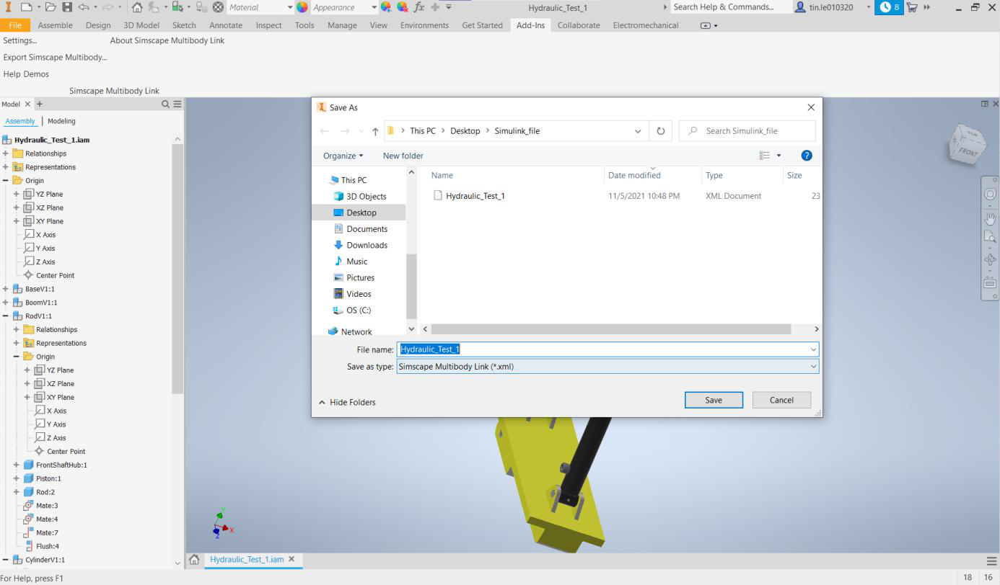 Material
Appearance
fx
Hydraulic_Test_1
Search Help & Commands...
tin.le010320
8
File Assemble Design 3D Model Sketch Annotate Inspect Tools Manage View Environments Get Started Add-Ins Collaborate Electromechanical
Settings... About Simscape Multibody Link
Export Simscape Multibody...
Help Demos
Simscape Multibody Link
Model
Assembly Modeling
Hydraulic_Test_1.iam
Relationships
Representations
Origin
YZ Plane
XZ Plane
XY Plane
X Axis
Y Axis
Z Axis
Center Point
BaseV1:1
BoomV1:1
RodV1:1
Relationships
Representations
Origin
YZ Plane
XZ Plane
XY Plane
X Axis
Y Axis
Z Axis
Center Point
FrontShaftHub:1
Piston:1
Rod:2
Mate:3
Mate:4
Mate:7
Flush:4
CylinderV1:1
Save As
This PC > Desktop > Simulink_file
Search Simulink_file
Organize New folder
?
This PC
3D Objects
Desktop
Documents
Downloads
Music
Pictures
Videos
OS (C:)
Network
Name Date modified Type Size
Hydraulic_Test_1 11/5/2021 10:48 PM XML Document 23
File name: Hydraulic_Test_1
Save as type: Simscape Multibody Link (*.xml)
Hide Folders
Save Cancel
FRONT
Y
X
Z
Hydraulic_Test_1.iam
For Help, press F1
18 16